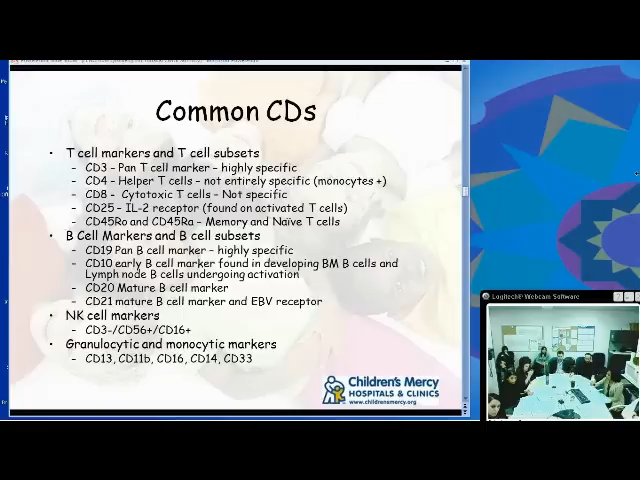 Common CDs
• T cell markers and T cell subsets
– CD3 – Pan T cell marker – highly specific
– CD4 – Helper T cells – not entirely specific (monocytes +)
– CD8 - Cytotoxic T cells – Not specific
– CD25 – IL-2 receptor (found on activated T cells)
– CD45Ro and CD45Ra – Memory and Naïve T cells
• B Cell Markers and B cell subsets
– CD19 Pan B cell marker – highly specific
– CD10 early B cell marker found in developing BM B cells and
Lymph node B cells undergoing activation
– CD20 Mature B cell marker
– CD21 mature B cell marker and EBV receptor
• NK cell markers
– CD3-/CD56+/CD16+
• Granulocytic and monocytic markers
– CD13, CD11b, CD16, CD14, CD33
Children's Mercy
HOSPITALS & CLINICS
www.childrensmercy.org
Logitech® Webcam Software